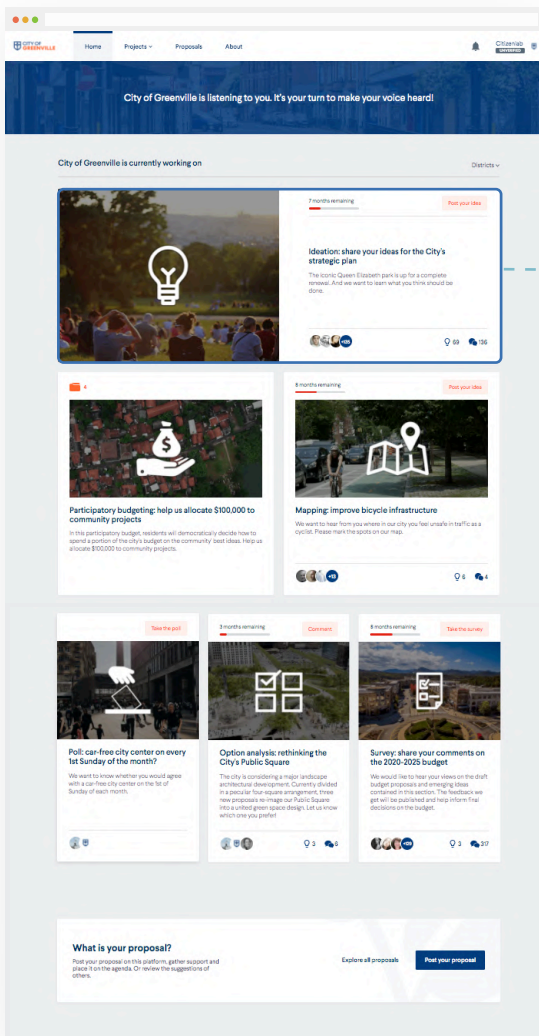 CITY OF
GREENVILLE
Home
Projects
Proposals
About
Citizenlab
UNVERIFIED
City of Greenville is listening to you. It's your turn to make your voice heard!
City of Greenville is currently working on
Districts
7 months remaining
Post your idea
Ideation: share your ideas for the City's
strategic plan
The iconic Queen Elizabeth park is up for a complete
renewal. And we want to learn what you think should be
done.
+135
69
136
4
Participatory budgeting: help us allocate $100,000 to
community projects
In this participatory budget, residents will democratically decide how to
spend a portion of the city's budget on the community' best ideas. Help us
allocate $100,000 to community projects.
8 months remaining
Post your idea
Mapping: improve bicycle infrastructure
We want to hear from you where in our city you feel unsafe in traffic as a
cyclist. Please mark the spots on our map.
+13
6
4
Take the poll
Poll: car-free city center on every
1st Sunday of the month?
We want to know whether you would agree
with a car-free city center on the 1st of
Sunday of each month.
3 months remaining
Comment
Option analysis: rethinking the
City's Public Square
The city is considering a major landscape
architectural development. Currently divided
in a peculiar four-square arrangement, three
new proposals re-image our Public Square
into a united green space design. Let us know
which one you prefer!
3
6
6 months remaining
Take the survey
Survey: share your comments on
the 2020-2025 budget
We would like to hear your views on the draft
budget proposes and emerging ideas
contained in this section. The feedback we
get will be published and help inform final
decisions on the budget.
3
317
What is your proposal?
Post your proposal on this platform, gather support and
place it on the agenda. Or review the suggestions of
others.
Explore all proposals
Post your proposal